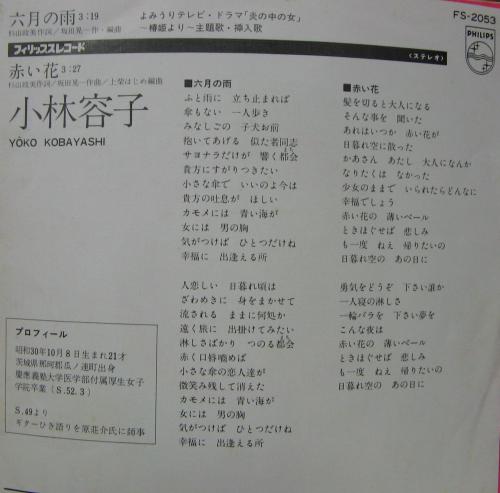 六月の雨 3:19
杉山政美作詞／坂田晃一作・編曲
よみうりテレビ・ドラマ「炎の中の女」
〜椿姫より〜主題歌・挿入歌
FS-2053
PHILIPS
フィリップスレコード
〈ステレオ〉
赤い花 3:27
杉山政美作詞／坂田晃一作曲／上柴はじめ編曲
小林容子
YŌKO KOBAYASHI
■六月の雨
ふと雨に 立ち止まれば
傘もない 一人歩き
みなしごの 子犬お前
抱いてあげる 似た者同志
サヨナラだけが 響く都会
まち
貴方にすがりつきたい
小さな傘で いいのよ今は
貴方の吐息が ほしい
カモメには 青い海が
女には 男の胸
気がつけば ひとつだけね
幸福に 出逢える所
人恋しい 日暮れ頃は
ざわめきに 身をまかせて
流される ままに何処か
遠く旅に 出掛けてみたい
淋しさばかり つのる都会
まち
赤く口唇噛めば
小さな傘の恋人達が
微笑み残して消えた
カモメには 青い海が
女には 男の胸
気がつけば ひとつだけね
幸福に 出逢える所
■赤い花
髪を切ると大人になる
そんな事を 聞いた
あれはいつか 赤い花が
日暮れ空に散った
かあさん あたし 大人になんか
なりたくは なかった
少女のままで いられたらどんなに
幸福でしょう
赤い花の 薄いベール
ときほぐせば 悲しみ
も一度 ねえ 帰りたいの
日暮れ空の あの日に
勇気をどうぞ 下さい誰か
一人寝の淋しさ
一輪バラを 下さい夢を
こんな夜は
赤い花の 薄いベール
ときほぐせば 悲しみ
も一度 ねえ 帰りたいの
日暮れ空の あの日に
プロフィール
昭和30年10月8日生まれ21才
茨城県那珂郡瓜ノ連町出身
慶應義塾大学医学部付属厚生女子
学院卒業（S.52.3）
S.49より
ギターひき語りを原荘介氏に師事